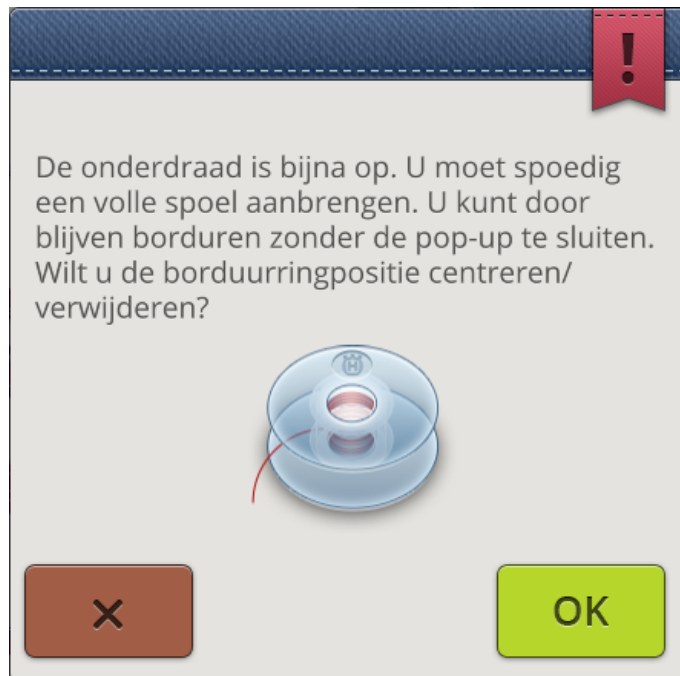 !
De onderdraad is bijna op. U moet spoedig
een volle spoel aanbrengen. U kunt door
blijven borduren zonder de pop-up te sluiten.
Wilt u de borduurringpositie centreren/
verwijderen?
H
OK